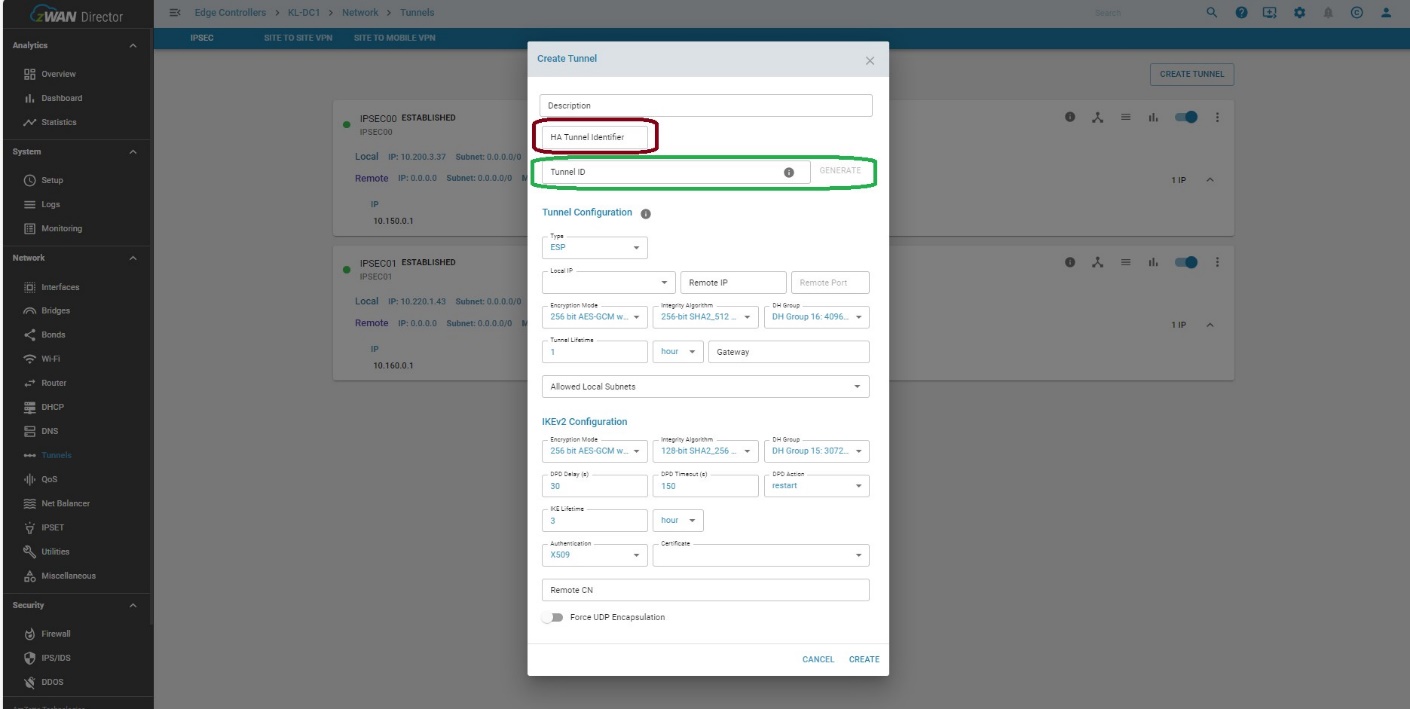 zWAN Director
Edge Controllers > KL-DC1 > Network > Tunnels
Search
IPSEC SITE TO SITE VPN SITE TO MOBILE VPN
Analytics
Overview
Dashboard
Statistics
System
Setup
Logs
Monitoring
Network
Interfaces
Bridges
Bonds
Wi-Fi
Router
DHCP
DNS
Tunnels
QoS
Net Balancer
IPSET
Utilities
Miscellaneous
Security
Firewall
IPS/IDS
DDOS
CREATE TUNNEL
IPSEC00 ESTABLISHED
IPSEC00
Local IP: 10.200.3.37 Subnet: 0.0.0.0/0
Remote IP: 0.0.0.0 Subnet: 0.0.0.0/0
1 IP
IP
10.150.0.1
IPSEC01 ESTABLISHED
IPSEC01
Local IP: 10.220.1.43 Subnet: 0.0.0.0/0
Remote IP: 0.0.0.0 Subnet: 0.0.0.0/0
1 IP
IP
10.160.0.1
Create Tunnel
Description
HA Tunnel Identifier
Tunnel ID
GENERATE
Tunnel Configuration
Type
ESP
Local IP
Remote IP
Remote Port
Encryption Mode Integrity Algorithm DH Group
256 bit AES-GCM w... 256-bit SHA2_512 ... DH Group 16: 4096...
Tunnel Lifetime
1 hour Gateway
Allowed Local Subnets
IKEv2 Configuration
Encryption Mode Integrity Algorithm DH Group
256 bit AES-GCM w... 128-bit SHA2_256 ... DH Group 15: 3072...
DPD Delay (s) DPD Timeout (s) DPD Action
30 150 restart
IKE Lifetime
3 hour
Authentication Certificate
X509
Remote CN
Force UDP Encapsulation
CANCEL CREATE